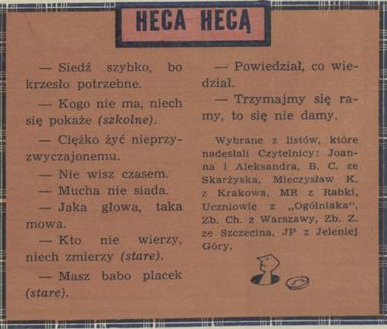 HECA HECĄ
— Siedź szybko, bo
krzesło potrzebne.
— Kogo nie ma, niech
się pokaże (szkolne).
— Ciężko żyć nieprzy-
zwyczajonemu.
— Nie wisz czasem.
— Mucha nie siada.
— Jaka głowa, taka
mowa.
— Kto nie wierzy,
niech zmierzy (stare).
— Masz babo placek
(stare).
— Powiedział, co wie-
dział.
— Trzymajmy się ra-
my, to się nie damy.
Wybrane z listów, które
nadesłali Czytelnicy: Joan-
na i Aleksandra, B. C. ze
Skarżyska, Mieczysław K.
z Krakowa, MR z Rabki,
Uczniowie z „Ogólniaka",
Zb. Ch. z Warszawy, Zb. Z.
ze Szczecina, JP z Jeleniej
Góry.